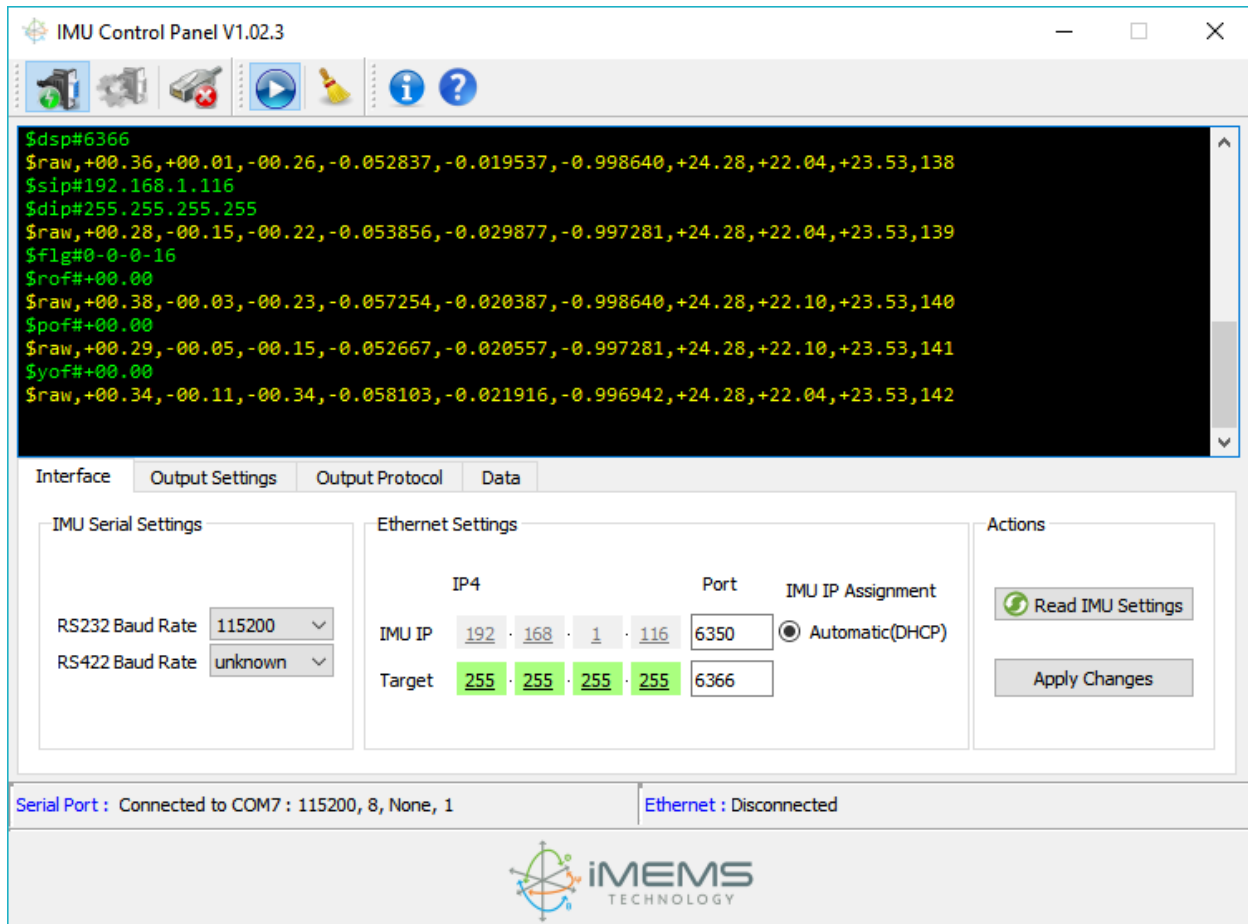 IMU Control Panel V1.02.3
$dsp#6366
$raw,+00.36,+00.01,-00.26,-0.052837,-0.019537,-0.998640,+24.28,+22.04,+23.53,138
$sip#192.168.1.116
$dip#255.255.255.255
$raw,+00.28,-00.15,-00.22,-0.053856,-0.029877,-0.997281,+24.28,+22.04,+23.53,139
$flg#0-0-0-16
$rof#+00.00
$raw,+00.38,-00.03,-00.23,-0.057254,-0.020387,-0.998640,+24.28,+22.10,+23.53,140
$pof#+00.00
$raw,+00.29,-00.05,-00.15,-0.052667,-0.020557,-0.997281,+24.28,+22.10,+23.53,141
$yof#+00.00
$raw,+00.34,-00.11,-00.34,-0.058103,-0.021916,-0.996942,+24.28,+22.04,+23.53,142
Interface Output Settings Output Protocol Data
IMU Serial Settings
RS232 Baud Rate 115200
RS422 Baud Rate unknown
Ethernet Settings
IP4 Port IMU IP Assignment
IMU IP 192 . 168 . 1 . 116 6350 Automatic(DHCP)
Target 255 . 255 . 255 . 255 6366
Actions
Read IMU Settings
Apply Changes
Serial Port : Connected to COM7 : 115200, 8, None, 1
Ethernet : Disconnected
iMEMS
TECHNOLOGY